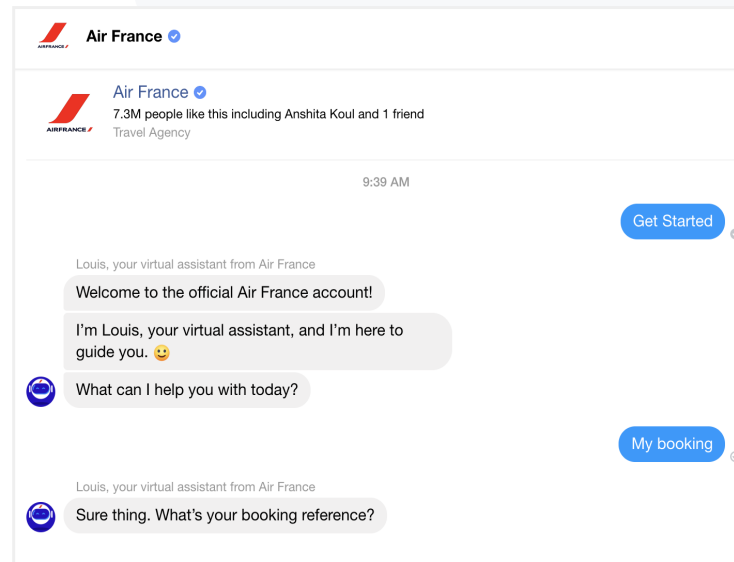 AIRFRANCE
Air France
AIRFRANCE
Air France
7.3M people like this including Anshita Koul and 1 friend
Travel Agency
9:39 AM
Get Started
Louis, your virtual assistant from Air France
Welcome to the official Air France account!
I’m Louis, your virtual assistant, and I’m here to
guide you. 🙂
What can I help you with today?
My booking
Louis, your virtual assistant from Air France
Sure thing. What’s your booking reference?